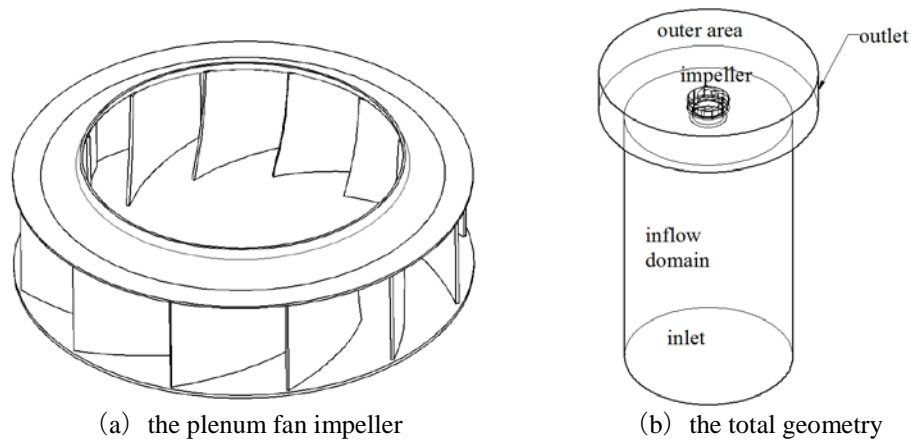 outer area
outlet
impeller
inflow
domain
inlet
（a） the plenum fan impeller
（b） the total geometry